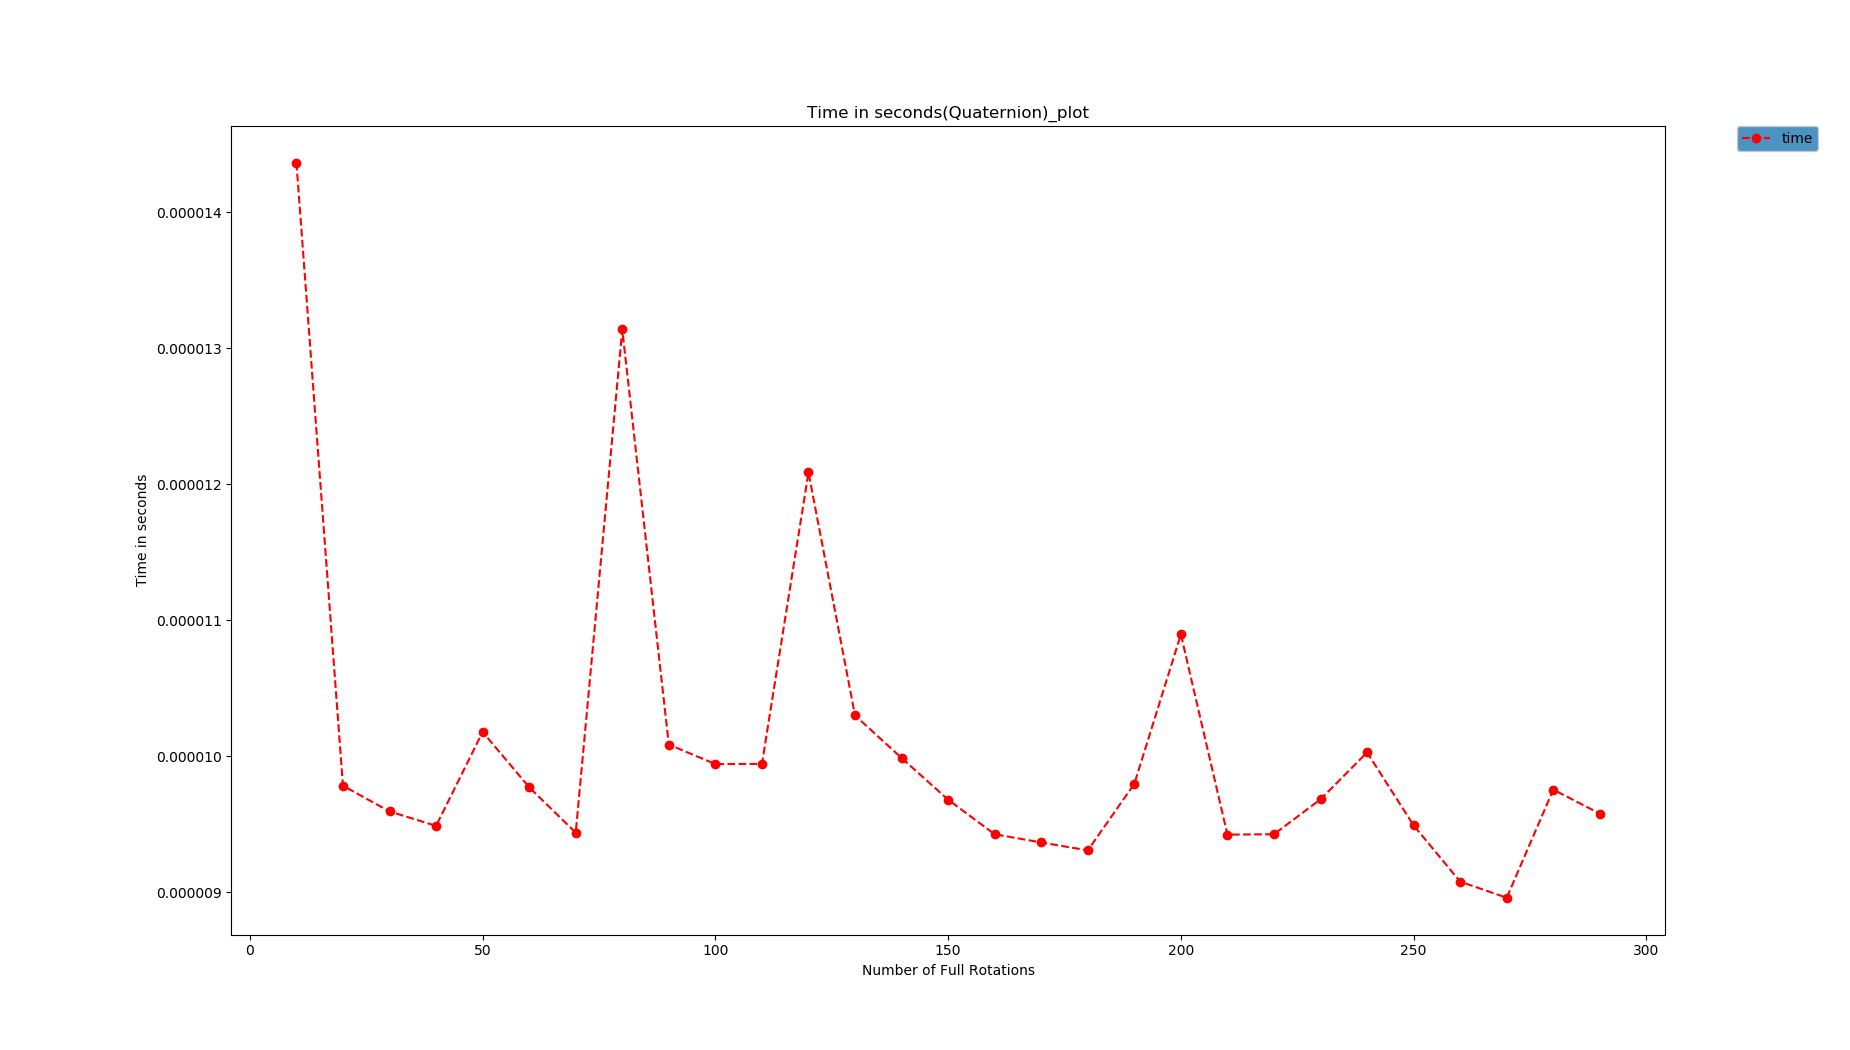 Time in seconds(Quaternion)_plot
time
0.000014
0.000013
0.000012
0.000011
0.000010
0.000009
Time in seconds
0 50 100 150 200 250 300
Number of Full Rotations